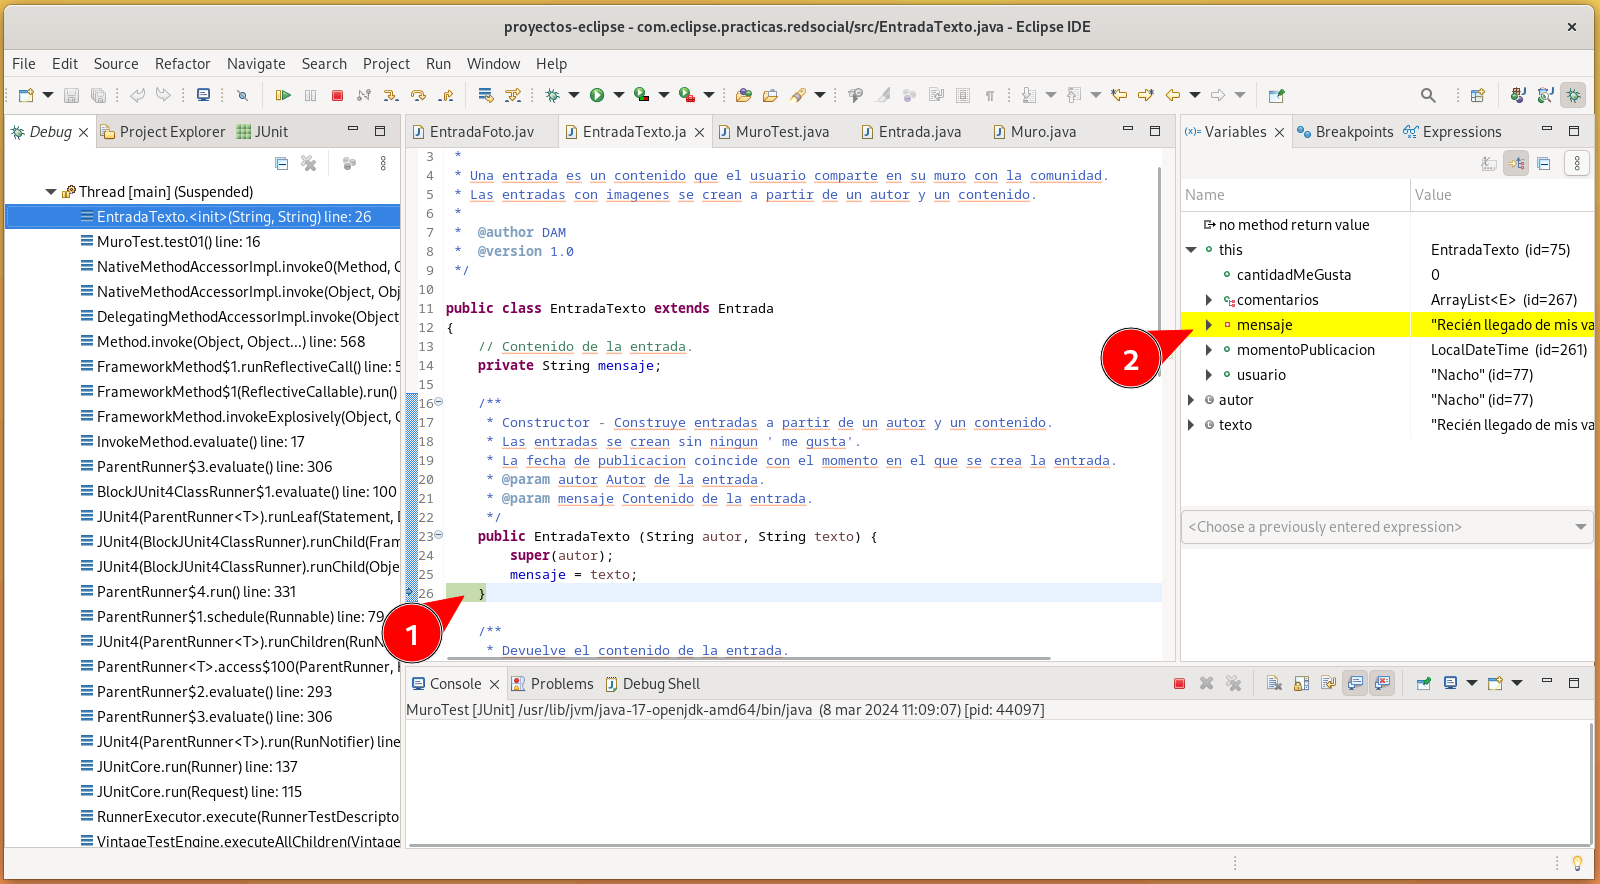 proyectos-eclipse - com.eclipse.practicas.redsocial/src/EntradaTexto.java - Eclipse IDE
File Edit Source Refactor Navigate Search Project Run Window Help
Debug Project Explorer JUnit
Thread [main] (Suspended)
EntradaTexto.<init>(String, String) line: 26
MuroTest.test01() line: 16
NativeMethodAccessorImpl.invoke0(Method, C
NativeMethodAccessorImpl.invoke(Object, Obj
DelegatingMethodAccessorImpl.invoke(Object
Method.invoke(Object, Object...) line: 568
FrameworkMethod$1.runReflectiveCall() line: 5
FrameworkMethod$1(ReflectiveCallable).run()
FrameworkMethod.invokeExplosively(Object, O
InvokeMethod.evaluate() line: 17
ParentRunner$3.evaluate() line: 306
BlockJUnit4ClassRunner$1.evaluate() line: 100
JUnit4(ParentRunner<T>).runLeaf(Statement, D
JUnit4(BlockJUnit4ClassRunner).runChild(Fram
JUnit4(BlockJUnit4ClassRunner).runChild(Obje
ParentRunner$4.run() line: 331
ParentRunner$1.schedule(Runnable) line: 79
JUnit4(ParentRunner<T>).runChildren(RunN
ParentRunner<T>.access$100(ParentRunner,
ParentRunner$2.evaluate() line: 293
ParentRunner$3.evaluate() line: 306
JUnit4(ParentRunner<T>).run(RunNotifier) line
JUnitCore.run(Runner) line: 137
JUnitCore.run(Request) line: 115
RunnerExecutor.execute(RunnerTestDescripto
VintageTestEngine.executeAllChildren(Vintage
EntradaFoto.jav EntradaTexto.ja MuroTest.java Entrada.java Muro.java
3 *
4 * Una entrada es un contenido que el usuario comparte en su muro con la comunidad.
5 * Las entradas con imagenes se crean a partir de un autor y un contenido.
6 *
7 * @author DAM
8 * @version 1.0
9 */
10
11 public class EntradaTexto extends Entrada
12 {
13 // Contenido de la entrada.
14 private String mensaje;
15
16 /**
17 * Constructor - Construye entradas a partir de un autor y un contenido.
18 * Las entradas se crean sin ningun ' me gusta'.
19 * La fecha de publicacion coincide con el momento en el que se crea la entrada.
20 * @param autor Autor de la entrada.
21 * @param mensaje Contenido de la entrada.
22 */
23 public EntradaTexto (String autor, String texto) {
24 super(autor);
25 mensaje = texto;
26 }
/**
* Devuelve el contenido de la entrada.
1
2
Variables Breakpoints Expressions
Name Value
no method return value
this EntradaTexto (id=75)
cantidadMeGusta 0
comentarios ArrayList<E> (id=267)
mensaje "Recién llegado de mis va
momentoPublicacion LocalDateTime (id=261)
usuario "Nacho" (id=77)
autor "Nacho" (id=77)
texto "Recién llegado de mis va
<Choose a previously entered expression>
Console Problems Debug Shell
MuroTest [JUnit] /usr/lib/jvm/java-17-openjdk-amd64/bin/java (8 mar 2024 11:09:07) [pid: 44097]